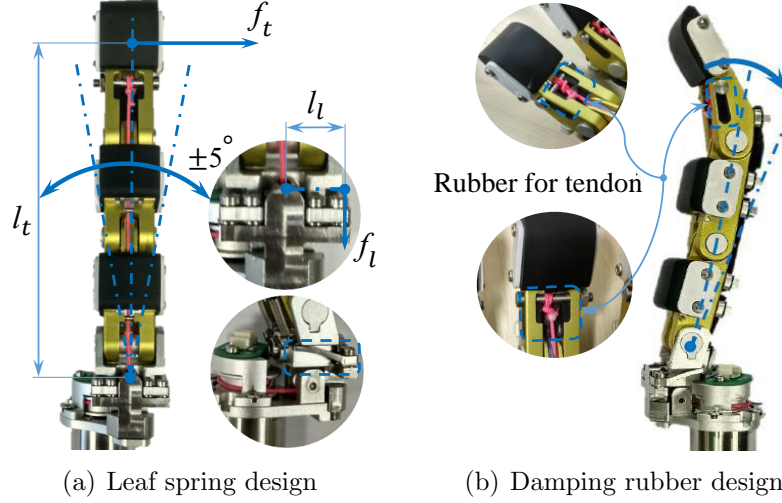 f_t
l_l
±5°
l_t
f_l
Rubber for tendon
(a) Leaf spring design
(b) Damping rubber design